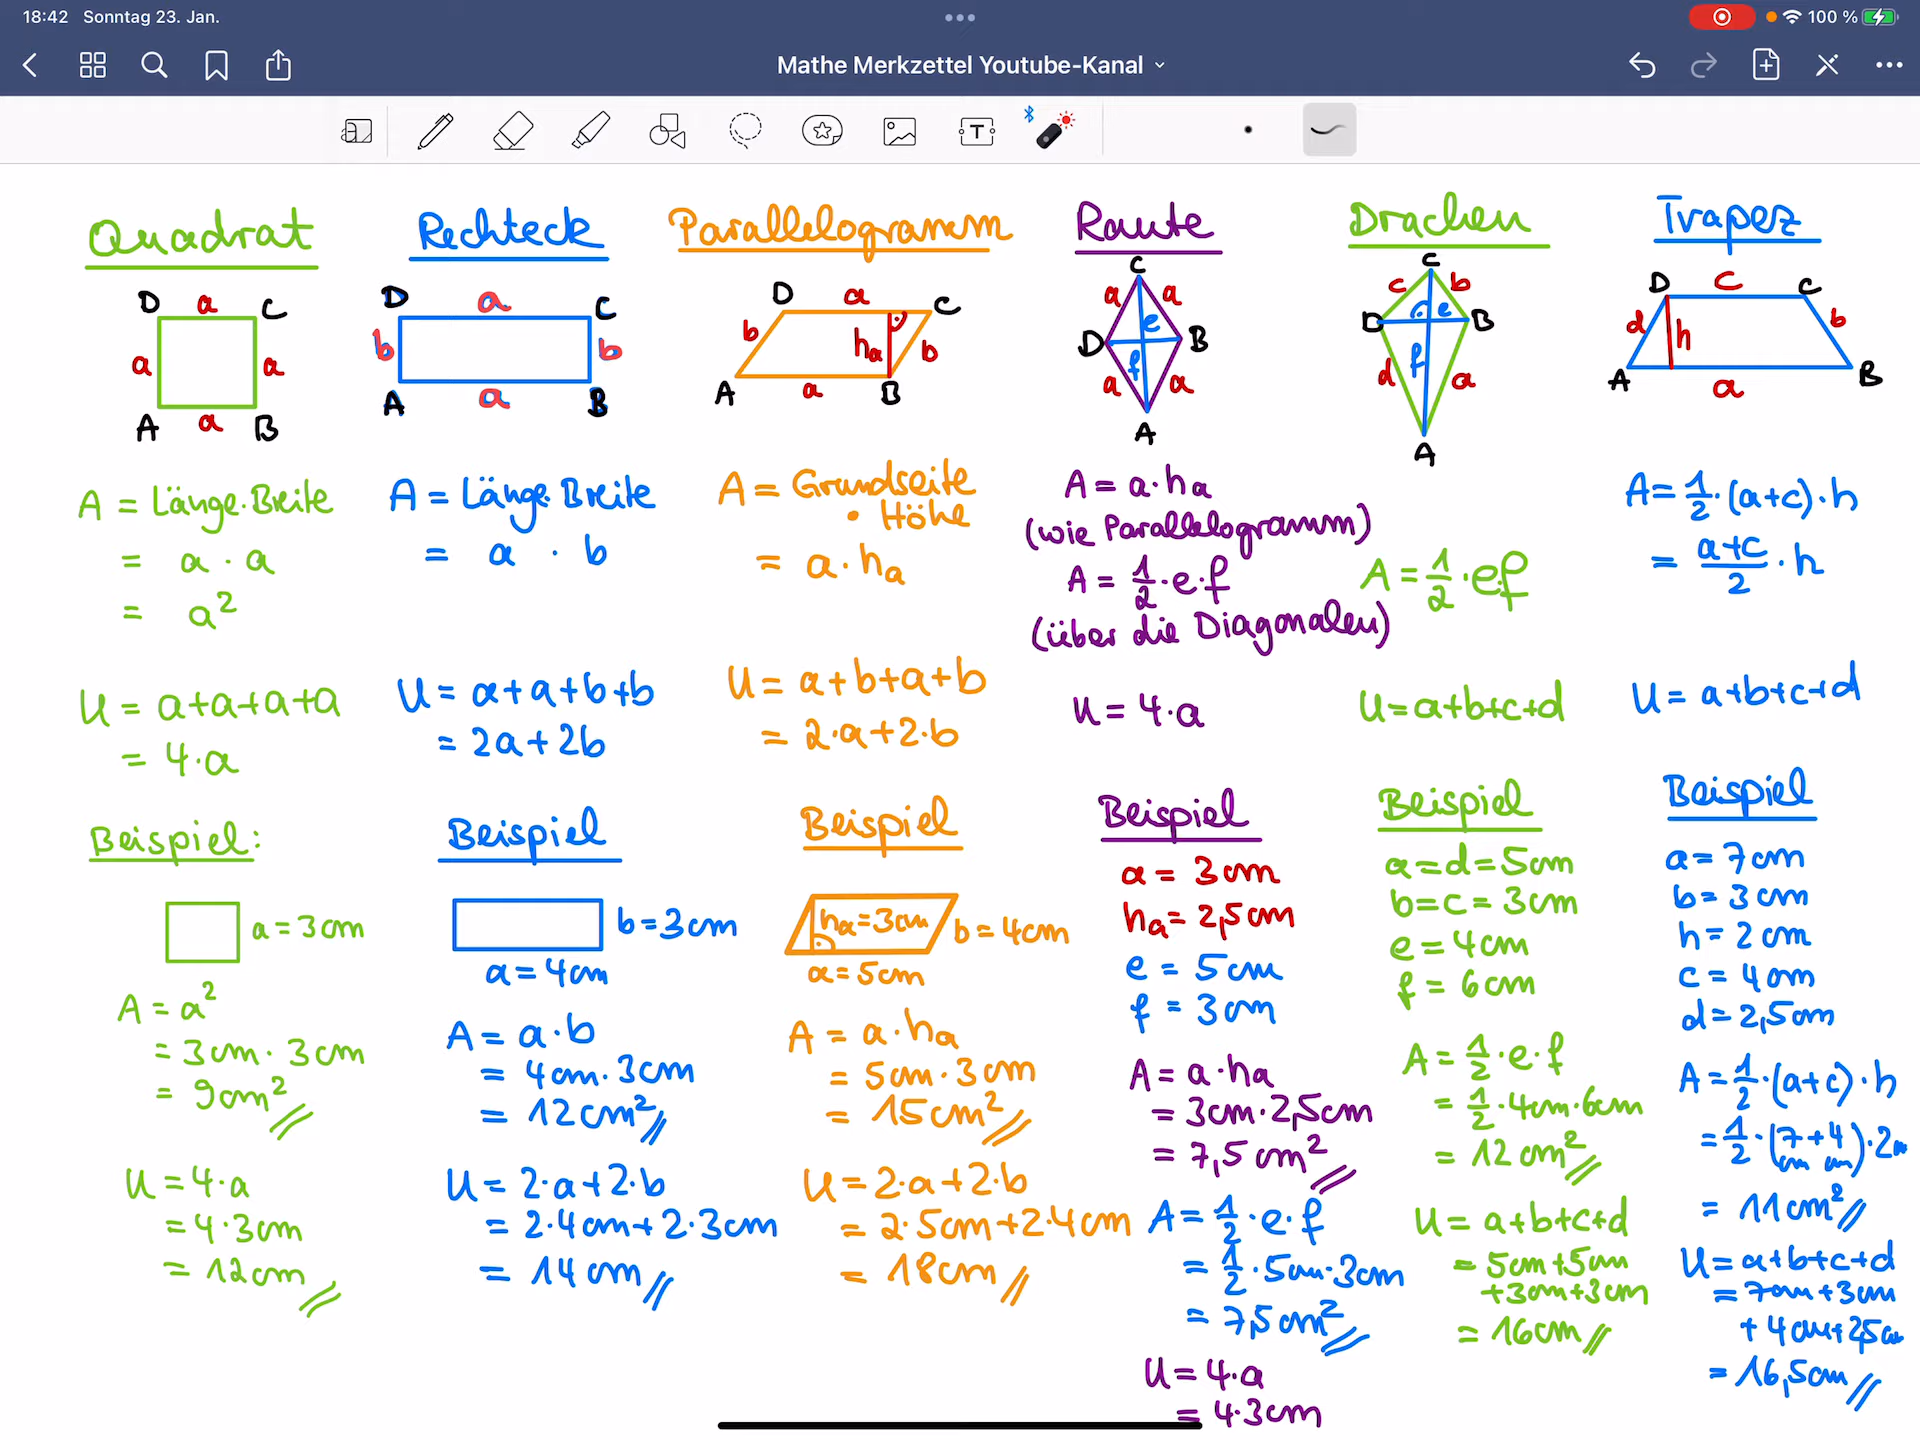 18:42 Sonntag 23. Jan.
100 %
Mathe Merkzettel Youtube-Kanal
Quadrat
D a C
a a
A a B
A = Länge·Breite
= a · a
= a²
U = a+a+a+a
= 4·a
Beispiel:
a = 3cm
A = a²
= 3cm · 3cm
= 9cm²
U = 4·a
= 4·3cm
= 12cm
Rechteck
D a C
b b
A a B
A = Länge·Breite
= a · b
U = a+a+b+b
= 2a+2b
Beispiel
b = 3cm
a = 4cm
A = a·b
= 4cm·3cm
= 12cm²
U = 2·a+2·b
= 2·4cm+2·3cm
= 14cm
Parallelogramm
D a C
b ha b
A a B
A = Grundseite
· Höhe
= a·ha
U = a+b+a+b
= 2·a+2·b
Beispiel
ha=3cm b=4cm
a=5cm
A = a·ha
= 5cm·3cm
= 15cm²
U = 2·a+2·b
= 2·5cm+2·4cm
= 18cm
Raute
C
a a
e
D B
f
a a
A
A = a·ha
(wie Parallelogramm)
A = 1/2·e·f
(über die Diagonalen)
U = 4·a
Beispiel
a = 3cm
ha = 2,5cm
e = 5cm
f = 3cm
A = a·ha
= 3cm·2,5cm
= 7,5cm²
A = 1/2·e·f
= 1/2·5cm·3cm
= 7,5cm²
U = 4·a
= 4·3cm
Drachen
C
c b
D e B
f
d a
A
A = 1/2·e·f
U=a+b+c+d
Beispiel
a=d=5cm
b=c=3cm
e = 4cm
f = 6cm
A = 1/2·e·f
= 1/2·4cm·6cm
= 12cm²
U = a+b+c+d
= 5cm+5cm
+3cm+3cm
= 16cm
Trapez
D c C
d h b
A a B
A = 1/2·(a+c)·h
= (a+c)/2 · h
U = a+b+c+d
Beispiel
a = 7cm
b = 3cm
h = 2cm
c = 4cm
d = 2,5cm
A = 1/2·(a+c)·h
= 1/2·(7cm+4cm)·2cm
= 11cm²
U = a+b+c+d
= 7cm+3cm
+4cm+2,5cm
= 16,5cm